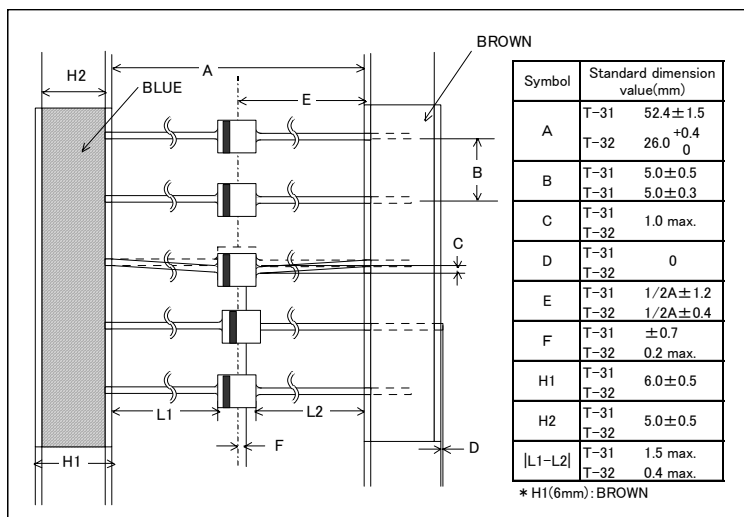 H2
A
BROWN
BLUE
E
B
C
L1
L2
F
D
H1
Symbol Standard dimension value(mm)
A T-31 52.4±1.5
T-32 26.0 +0.4 0
B T-31 5.0±0.5
T-31 5.0±0.3
C T-31 T-32 1.0 max.
D T-31 T-32 0
E T-31 1/2A±1.2
T-32 1/2A±0.4
F T-31 ±0.7
T-32 0.2 max.
H1 T-31 T-32 6.0±0.5
H2 T-31 T-32 5.0±0.5
|L1-L2| T-31 1.5 max.
T-32 0.4 max.
* H1(6mm):BROWN